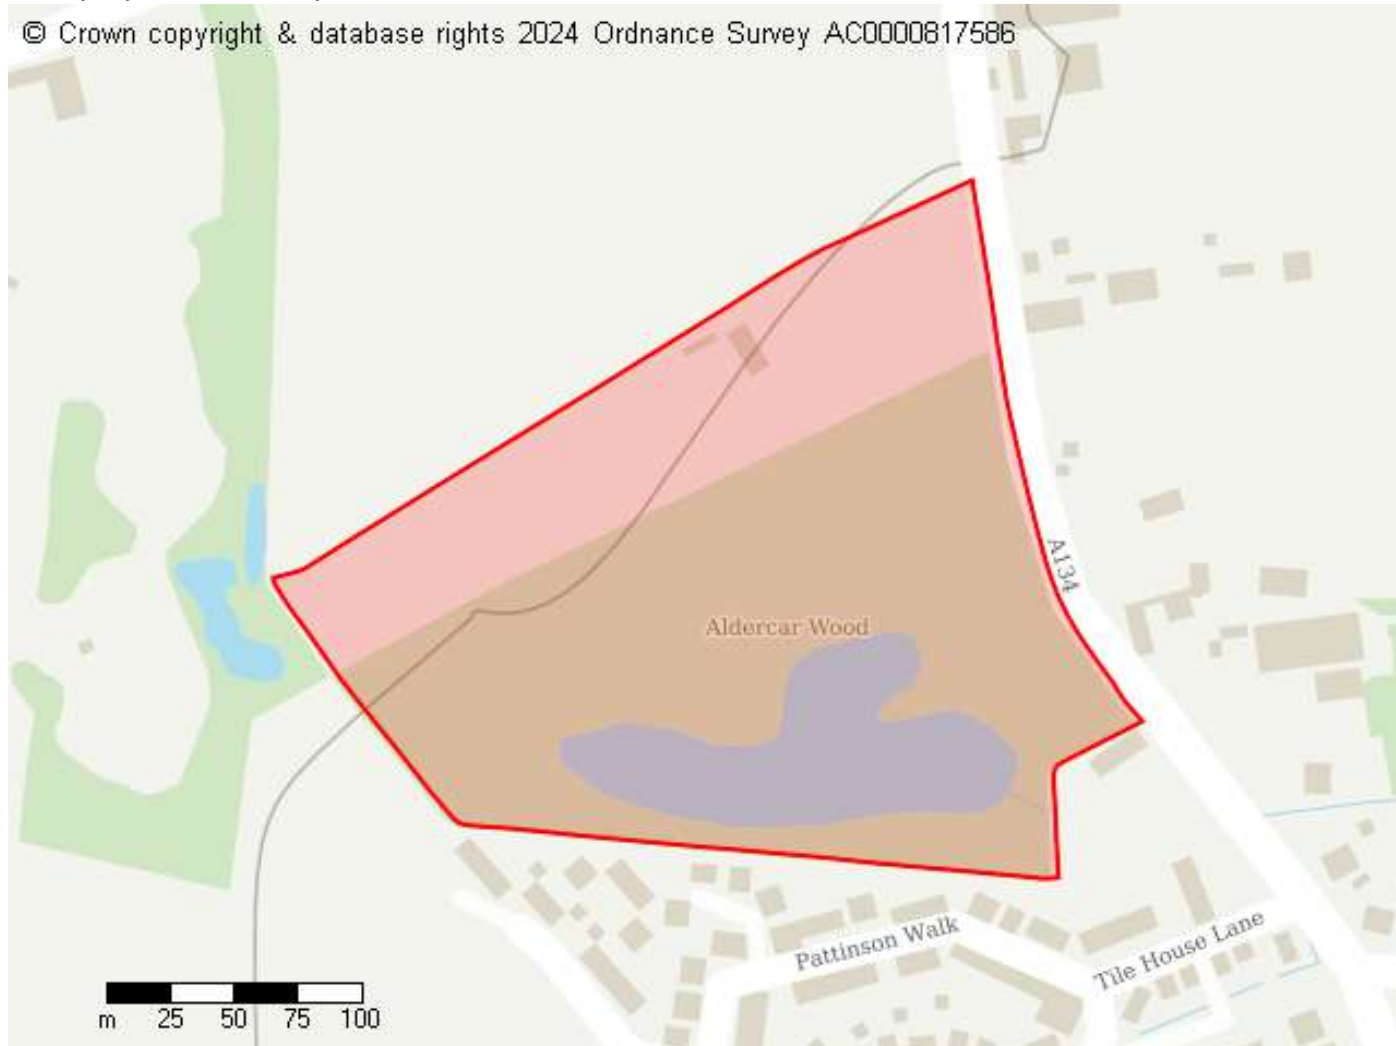 © Crown copyright & database rights 2024 Ordnance Survey AC0000817586
A134
Aldercar Wood
Pattinson Walk
Tile House Lane
m 25 50 75 100